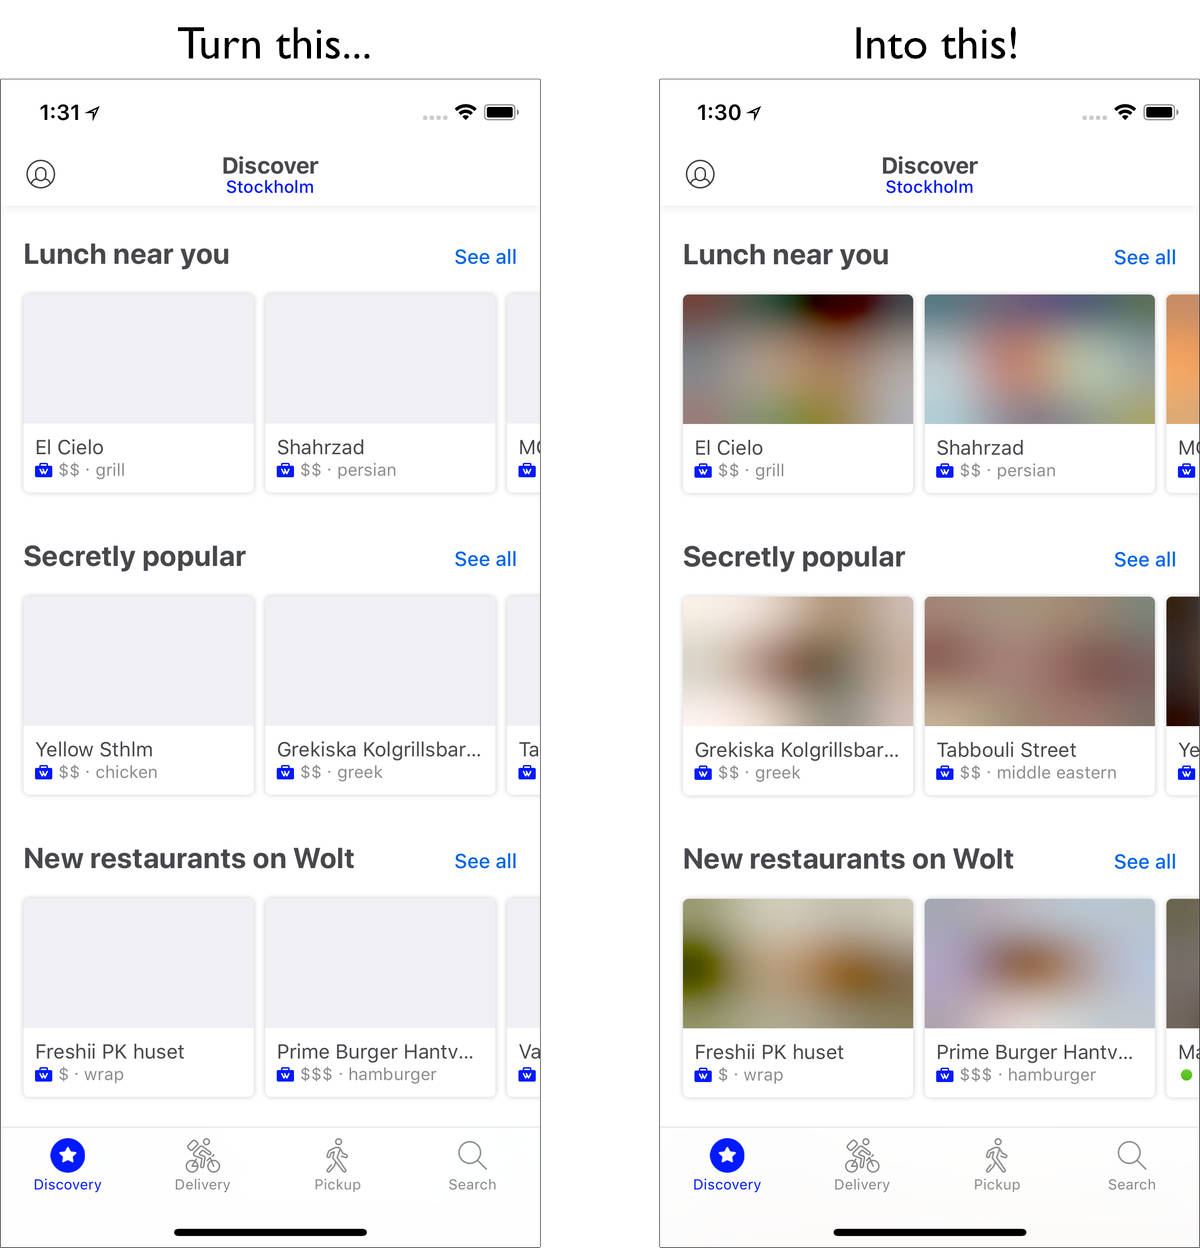 Turn this...
Into this!
1:31
Discover
Stockholm
Lunch near you
See all
El Cielo
$$ · grill
Shahrzad
$$ · persian
Secretly popular
See all
Yellow Sthlm
$$ · chicken
Grekiska Kolgrillsbar...
$$ · greek
Ta
New restaurants on Wolt
See all
Freshii PK huset
$ · wrap
Prime Burger Hantv...
$$$ · hamburger
Va
Discovery
Delivery
Pickup
Search
1:30
Discover
Stockholm
Lunch near you
See all
El Cielo
$$ · grill
Shahrzad
$$ · persian
Secretly popular
See all
Grekiska Kolgrillsbar...
$$ · greek
Tabbouli Street
$$ · middle eastern
Ye
New restaurants on Wolt
See all
Freshii PK huset
$ · wrap
Prime Burger Hantv...
$$$ · hamburger
Discovery
Delivery
Pickup
Search